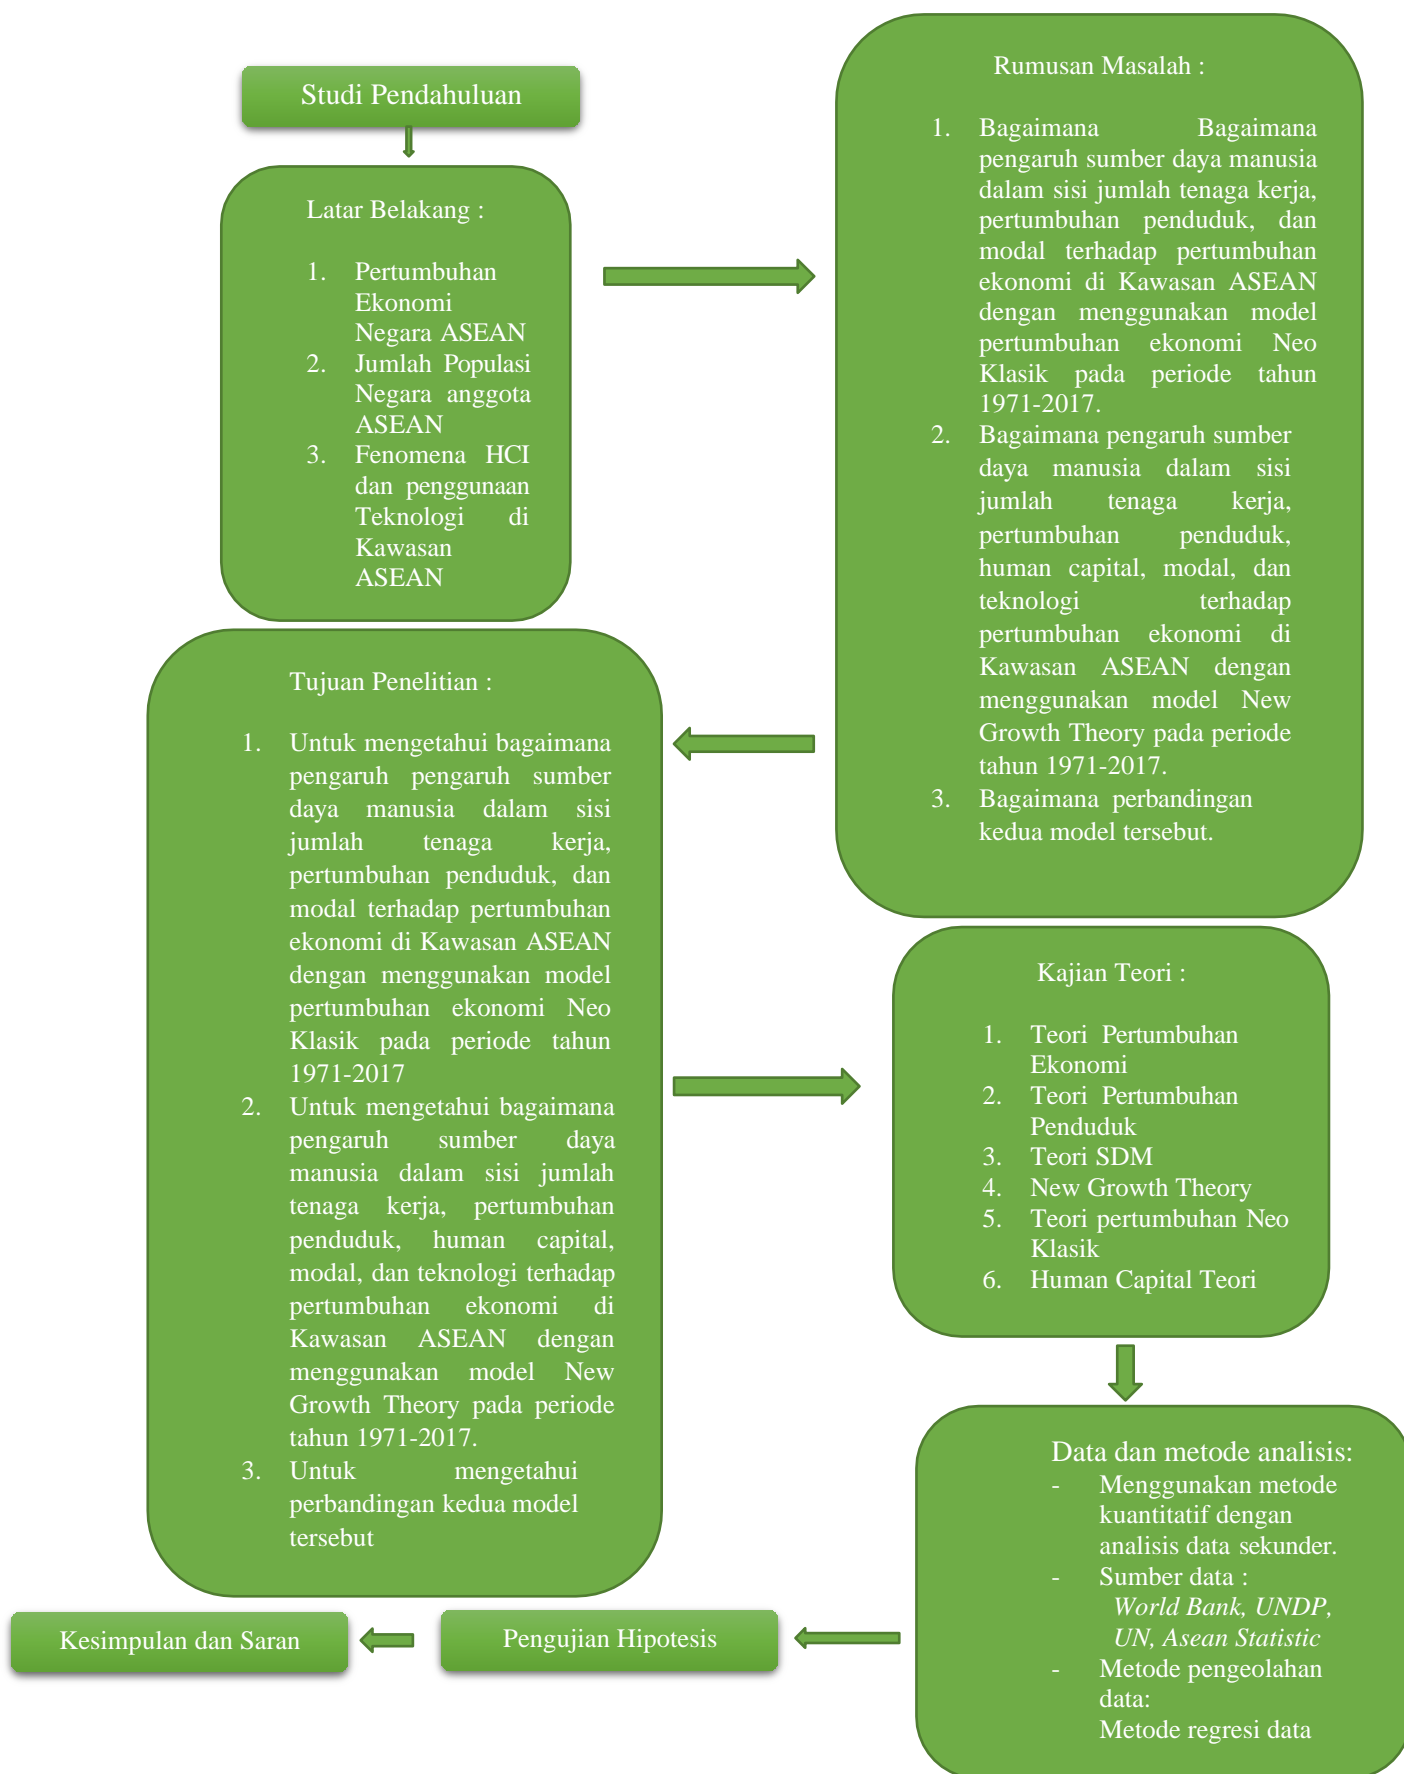 Studi Pendahuluan
Latar Belakang :
1. Pertumbuhan
Ekonomi
Negara ASEAN
2. Jumlah Populasi
Negara anggota
ASEAN
3. Fenomena HCI
dan penggunaan
Teknologi di
Kawasan
ASEAN
Rumusan Masalah :
1. Bagaimana Bagaimana
pengaruh sumber daya manusia
dalam sisi jumlah tenaga kerja,
pertumbuhan penduduk, dan
modal terhadap pertumbuhan
ekonomi di Kawasan ASEAN
dengan menggunakan model
pertumbuhan ekonomi Neo
Klasik pada periode tahun
1971-2017.
2. Bagaimana pengaruh sumber
daya manusia dalam sisi
jumlah tenaga kerja,
pertumbuhan penduduk,
human capital, modal, dan
teknologi terhadap
pertumbuhan ekonomi di
Kawasan ASEAN dengan
menggunakan model New
Growth Theory pada periode
tahun 1971-2017.
3. Bagaimana perbandingan
kedua model tersebut.
Tujuan Penelitian :
1. Untuk mengetahui bagaimana
pengaruh pengaruh sumber
daya manusia dalam sisi
jumlah tenaga kerja,
pertumbuhan penduduk, dan
modal terhadap pertumbuhan
ekonomi di Kawasan ASEAN
dengan menggunakan model
pertumbuhan ekonomi Neo
Klasik pada periode tahun
1971-2017
2. Untuk mengetahui bagaimana
pengaruh sumber daya
manusia dalam sisi jumlah
tenaga kerja, pertumbuhan
penduduk, human capital,
modal, dan teknologi terhadap
pertumbuhan ekonomi di
Kawasan ASEAN dengan
menggunakan model New
Growth Theory pada periode
tahun 1971-2017.
3. Untuk mengetahui
perbandingan kedua model
tersebut
Kajian Teori :
1. Teori Pertumbuhan
Ekonomi
2. Teori Pertumbuhan
Penduduk
3. Teori SDM
4. New Growth Theory
5. Teori pertumbuhan Neo
Klasik
6. Human Capital Teori
Data dan metode analisis:
- Menggunakan metode
kuantitatif dengan
analisis data sekunder.
- Sumber data :
World Bank, UNDP,
UN, Asean Statistic
- Metode pengeolahan
data:
Metode regresi data
Pengujian Hipotesis
Kesimpulan dan Saran